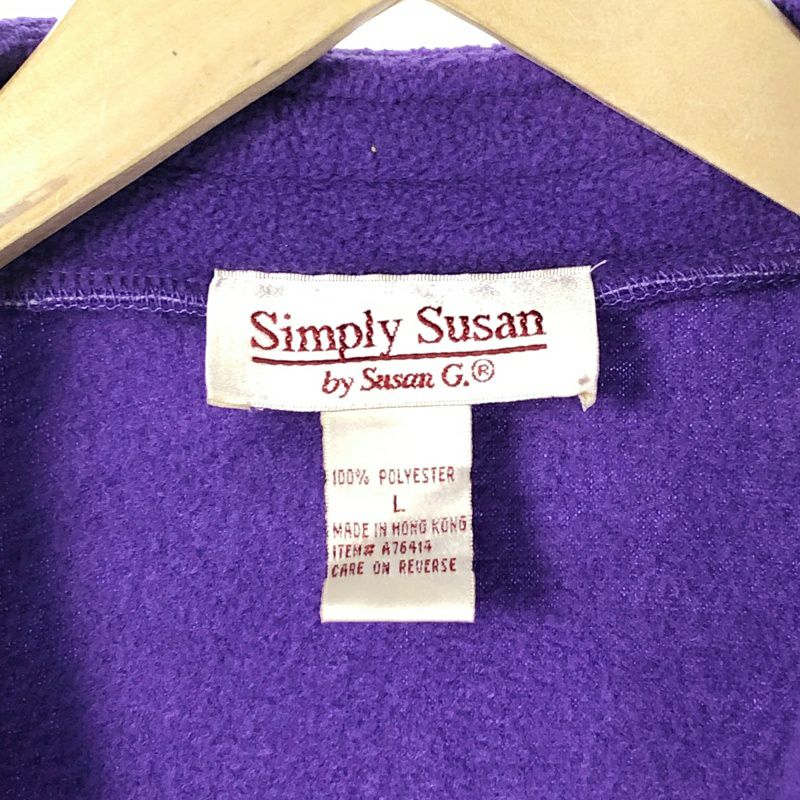 Simply Susan
by Susan G.®
100% POLYESTER
L
MADE IN HONG KONG
ITEM# A76414
CARE ON REVERSE